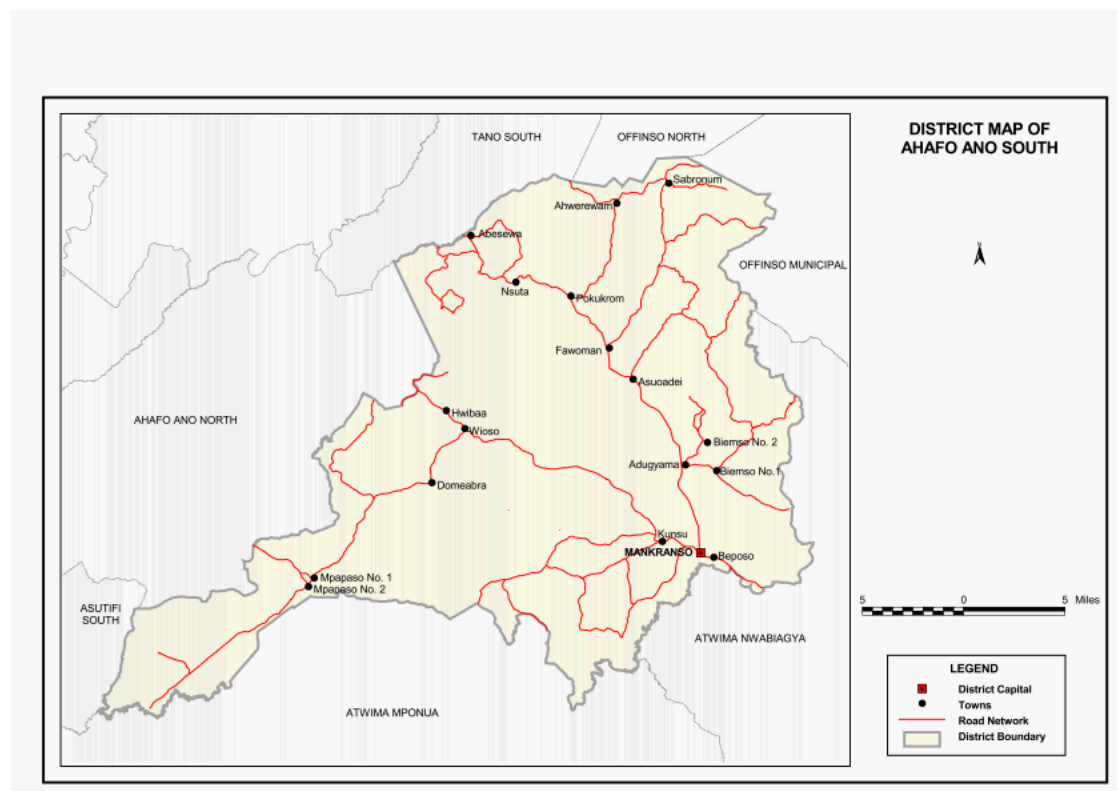 DISTRICT MAP OF
AHAFO ANO SOUTH
TANO SOUTH
OFFINSO NORTH
Sabronum
Ahwerewam
Abesewa
OFFINSO MUNICIPAL
Nsuta
Pokukrom
Fawoman
Asuoadei
Hwibaa
AHAFO ANO NORTH
Wioso
Biemso No. 2
Adugyama
Biemso No.1
Domeabra
Kunsu
MANKRANSO
Beposo
Mpapaso No. 1
Mpapaso No. 2
ASUTIFI
SOUTH
ATWIMA NWABIAGYA
ATWIMA MPONUA
5 0 5 Miles
LEGEND
District Capital
Towns
Road Network
District Boundary